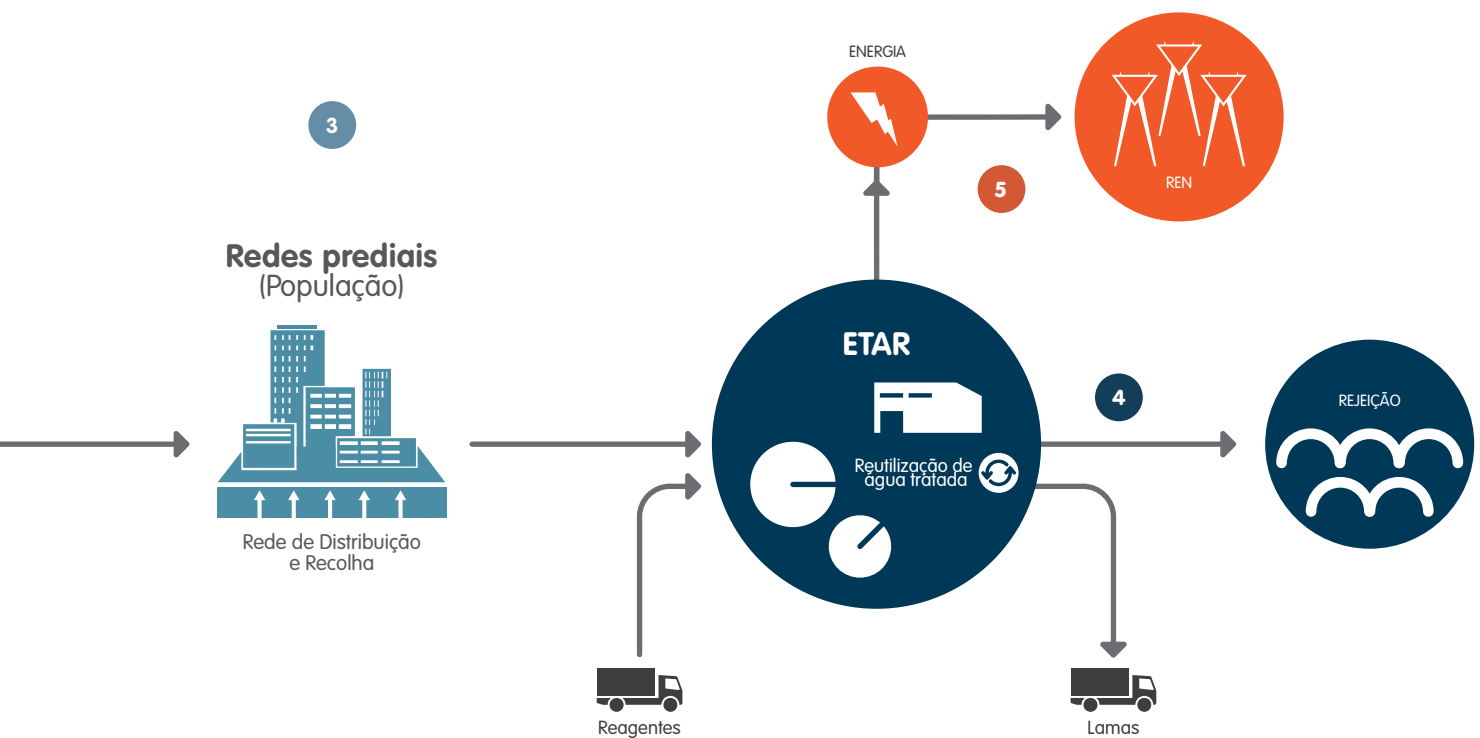 3
Redes prediais
(População)
Rede de Distribuição
e Recolha
ENERGIA
5
REN
ETAR
Reutilização de
água tratada
4
REJEIÇÃO
Reagentes
Lamas